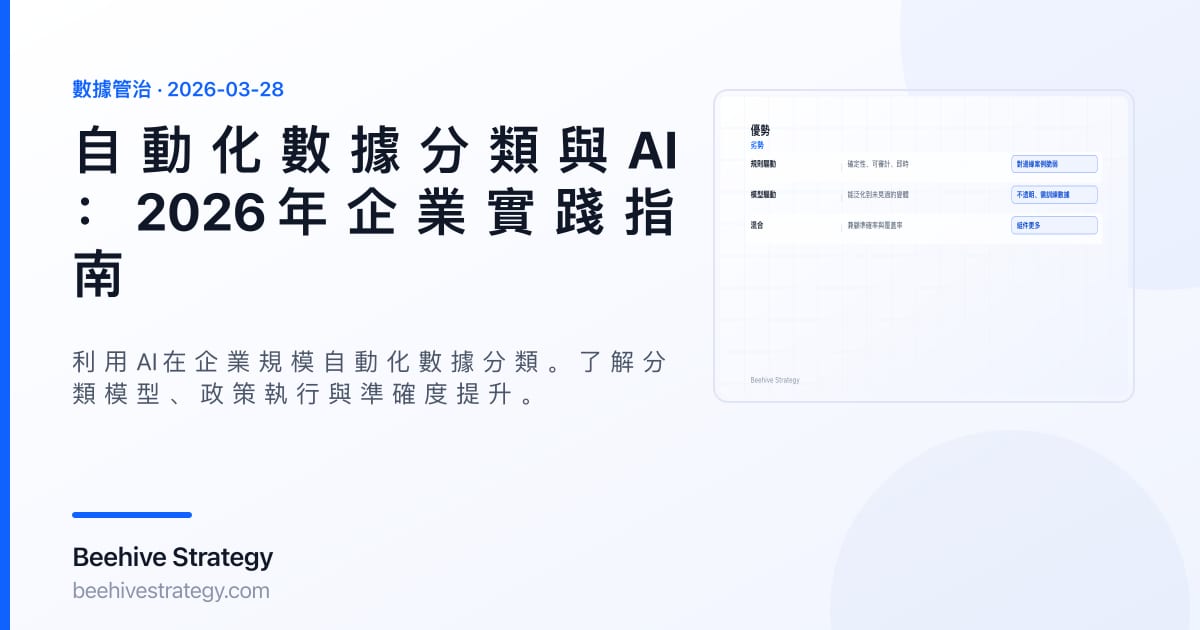 數據管治 · 2026-03-28
自動化數據分類與AI
：2026年企業實踐指
南
利用AI在企業規模自動化數據分類。了解分
類模型、政策執行與準確度提升。
Beehive Strategy
beehivestrategy.com
優勢
劣勢
規則驅動 確定性、可審計、即時 對邊緣案例脆弱
模型驅動 能泛化到未見過的變體 不透明、需訓練數據
混合 兼顧準確率與覆蓋率 組件更多
Beehive Strategy